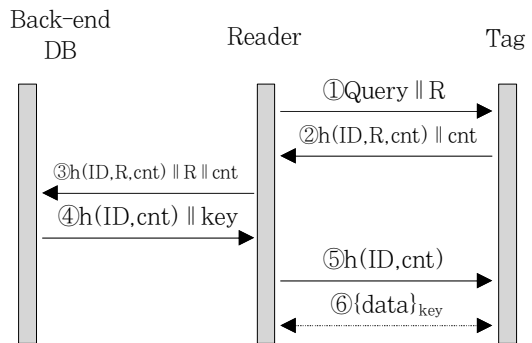 Back-end
DB
Reader
Tag
①Query ∥ R
②h(ID,R,cnt) ∥ cnt
③h(ID,R,cnt) ∥ R ∥ cnt
④h(ID,cnt) ∥ key
⑤h(ID,cnt)
⑥{data}key